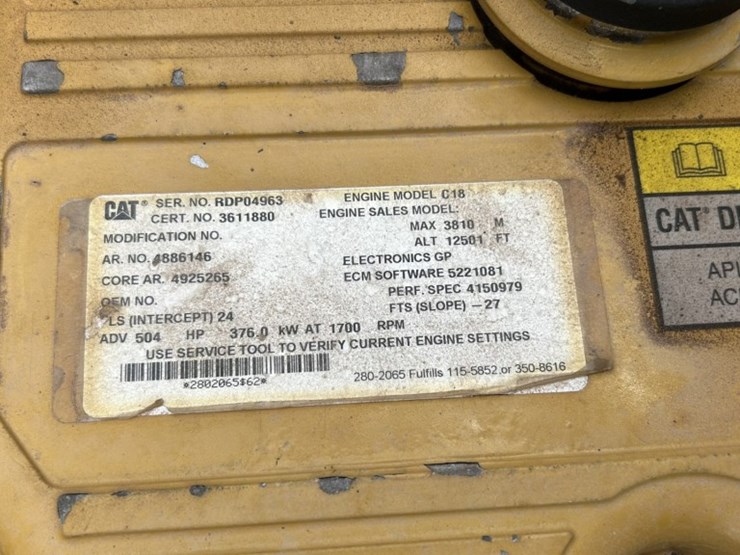 CAT® SER. NO. RDP04963 ENGINE MODEL C18
CERT. NO. 3611880 ENGINE SALES MODEL:
MODIFICATION NO. MAX 3810 M
ALT 12501 FT
AR. NO. 4886146 ELECTRONICS GP
CORE AR. 4925265 ECM SOFTWARE 5221081
OEM NO. PERF. SPEC 4150979
LS (INTERCEPT) 24 FTS (SLOPE) -27
ADV 504 HP 376.0 kW AT 1700 RPM
USE SERVICE TOOL TO VERIFY CURRENT ENGINE SETTINGS
*2802065$62*
280-2065 Fulfills 115-5852 or 350-8616
CAT® D
API
AC